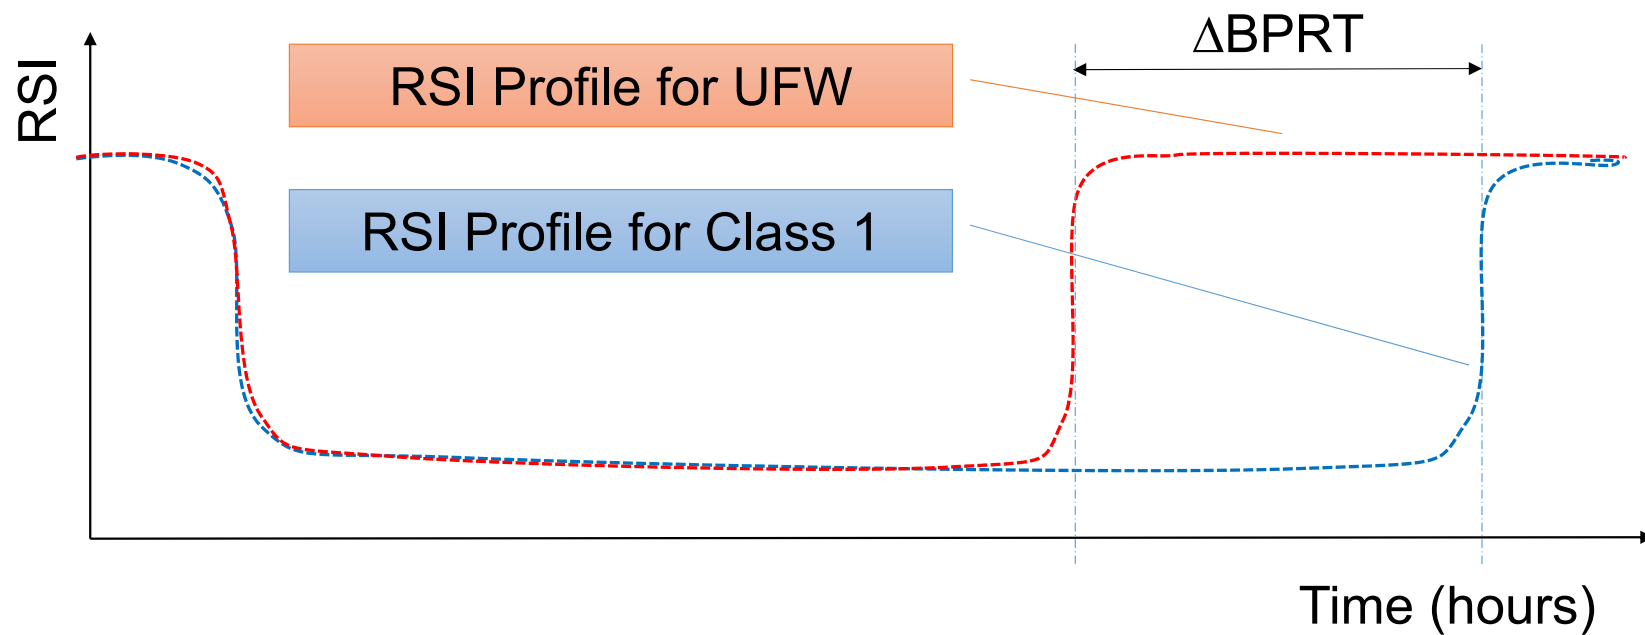 ΔBPRT
RSI
RSI Profile for UFW
RSI Profile for Class 1
Time (hours)